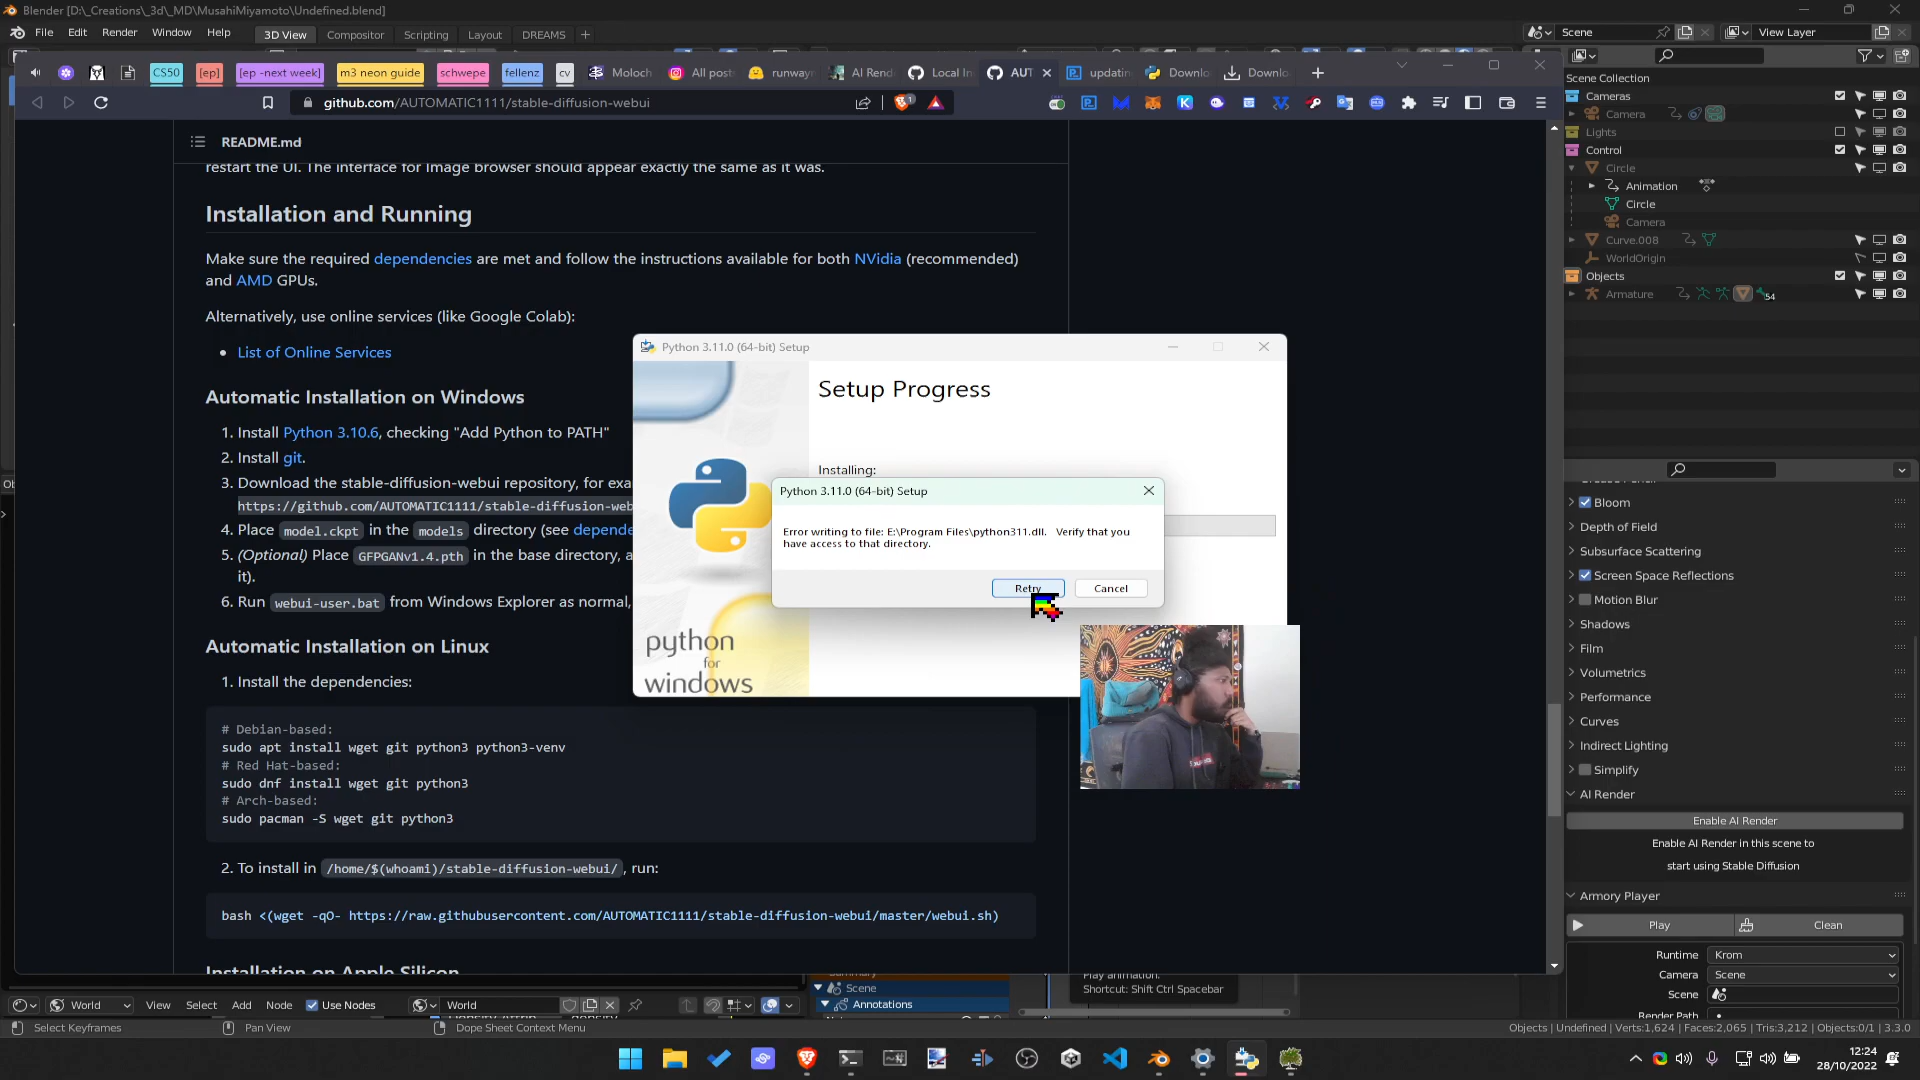 Blender [D:\_Creations\_3d\_MD\MusahiMiyamoto\Undefined.blend]
File Edit Render Window Help 3D View Compositor Scripting Layout DREAMS + Scene View Layer
CS50 [ep] [ep -next week] m3 neon guide schwepe fellenz cv Moloch All post runway AI Rend Local In AUT updatin Downlo Downlo
github.com/AUTOMATIC1111/stable-diffusion-webui
README.md
restart the UI. The interface for Image browser should appear exactly the same as it was.
Installation and Running
Make sure the required dependencies are met and follow the instructions available for both NVidia (recommended)
and AMD GPUs.
Alternatively, use online services (like Google Colab):
List of Online Services
Automatic Installation on Windows
1. Install Python 3.10.6, checking "Add Python to PATH"
2. Install git.
3. Download the stable-diffusion-webui repository, for exa
https://github.com/AUTOMATIC1111/stable-diffusion-web
4. Place model.ckpt in the models directory (see depende
5. (Optional) Place GFPGANv1.4.pth in the base directory, a
it).
6. Run webui-user.bat from Windows Explorer as normal,
Automatic Installation on Linux
1. Install the dependencies:
# Debian-based:
sudo apt install wget git python3 python3-venv
# Red Hat-based:
sudo dnf install wget git python3
# Arch-based:
sudo pacman -S wget git python3
2. To install in /home/$(whoami)/stable-diffusion-webui/, run:
bash <(wget -qO- https://raw.githubusercontent.com/AUTOMATIC1111/stable-diffusion-webui/master/webui.sh)
Installation on Apple Silicon
Python 3.11.0 (64-bit) Setup
Setup Progress
Installing:
Python 3.11.0 (64-bit) Setup
Error writing to file: E:\Program Files\python311.dll. Verify that you
have access to that directory.
Retry Cancel
python
for
windows
Scene Collection
Cameras
Camera
Lights
Control
Circle
Animation
Circle
Camera
Curve.008
WorldOrigin
Objects
Armature 54
Bloom
Depth of Field
Subsurface Scattering
Screen Space Reflections
Motion Blur
Shadows
Film
Volumetrics
Performance
Curves
Indirect Lighting
Simplify
AI Render
Enable AI Render
Enable AI Render in this scene to
start using Stable Diffusion
Armory Player
Play Clean
Runtime Krom
Camera Scene
Scene
Render Path
Summary
Scene
Annotations
Play animation.
Shortcut: Shift Ctrl Spacebar
World View Select Add Node Use Nodes World
Select Keyframes Pan View Dope Sheet Context Menu
Objects | Undefined | Verts:1,624 | Faces:2,065 | Tris:3,212 | Objects:0/1 | 3.3.0
12:24
28/10/2022